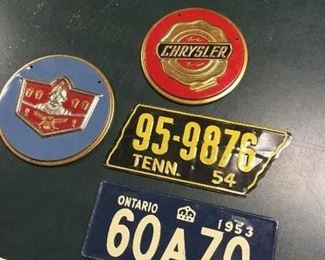 CHRYSLER
95-9876
TENN. 54
ONTARIO 1953
60A70